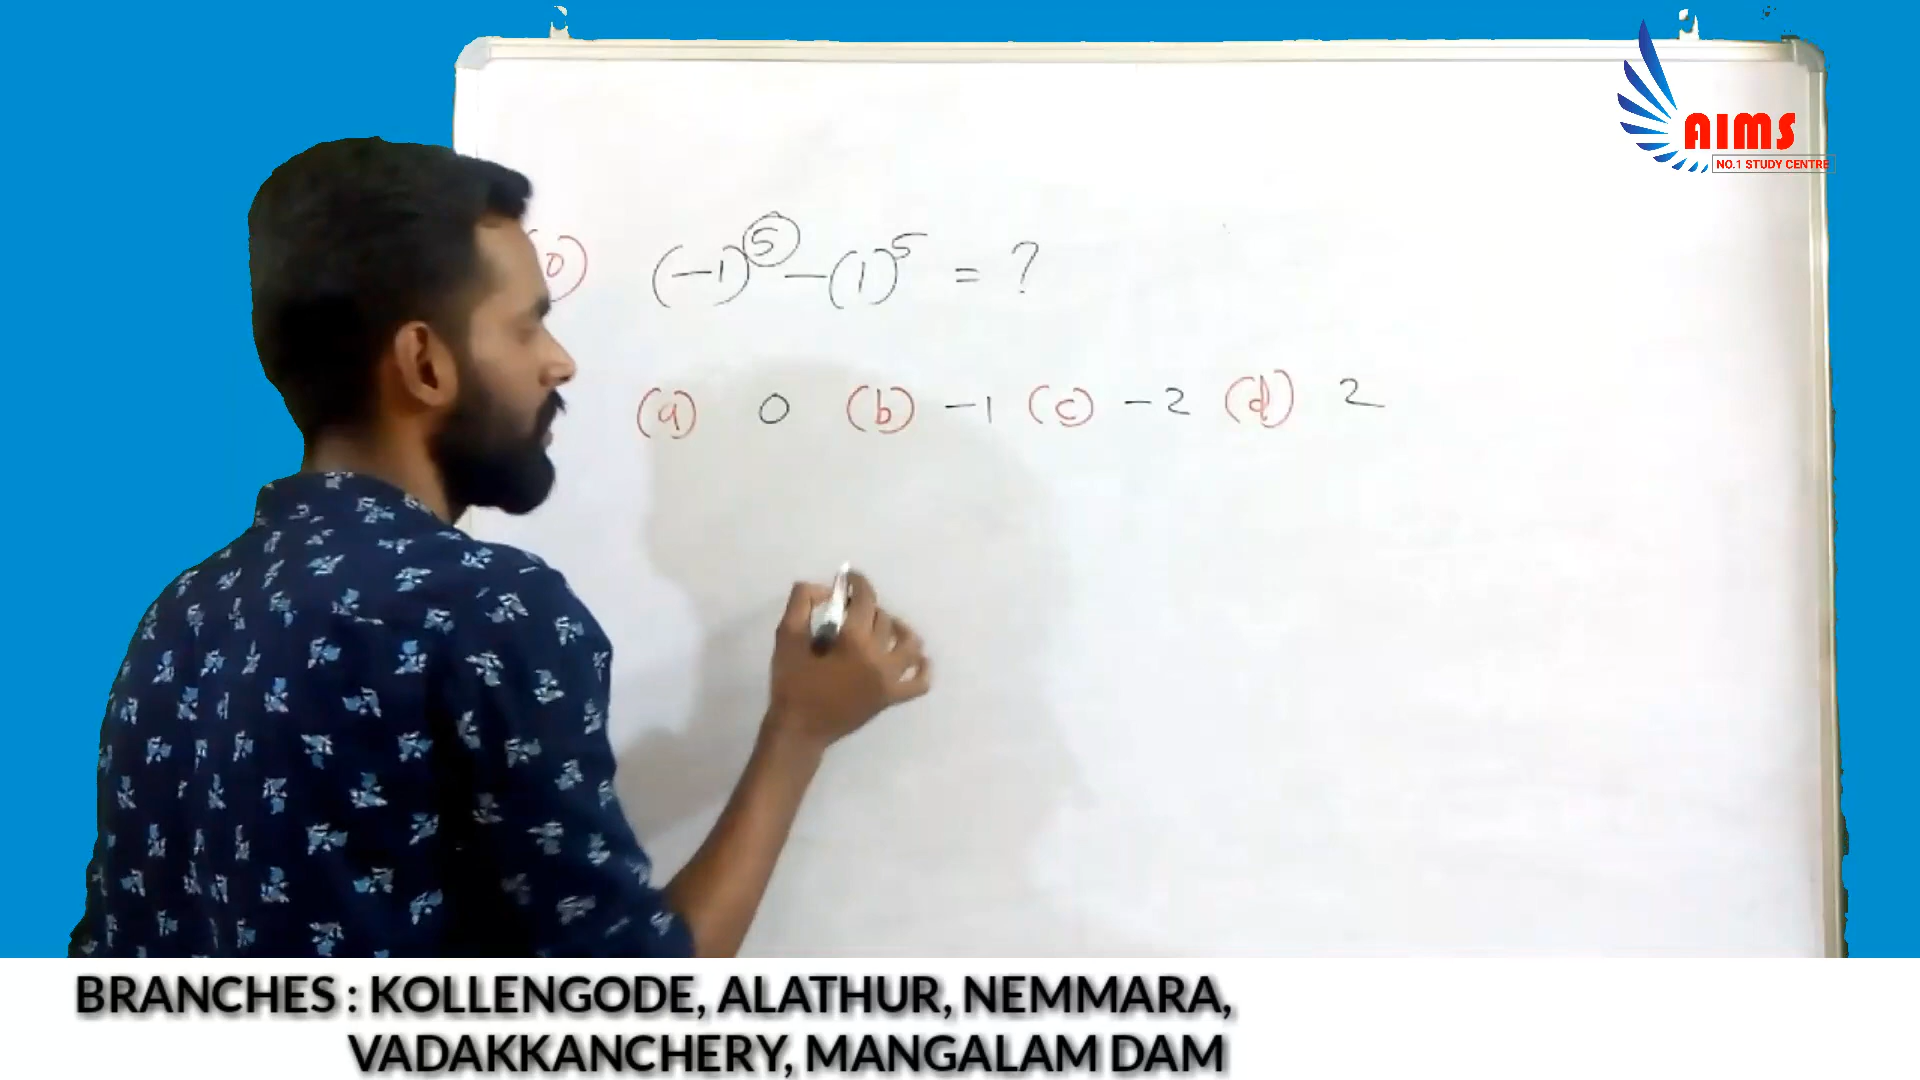 AIMS
NO.1 STUDY CENTRE
0) (-1)⁵ - (1)⁵ = ?
(a) 0 (b) -1 (c) -2 (d) 2
BRANCHES : KOLLENGODE, ALATHUR, NEMMARA,
VADAKKANCHERY, MANGALAM DAM